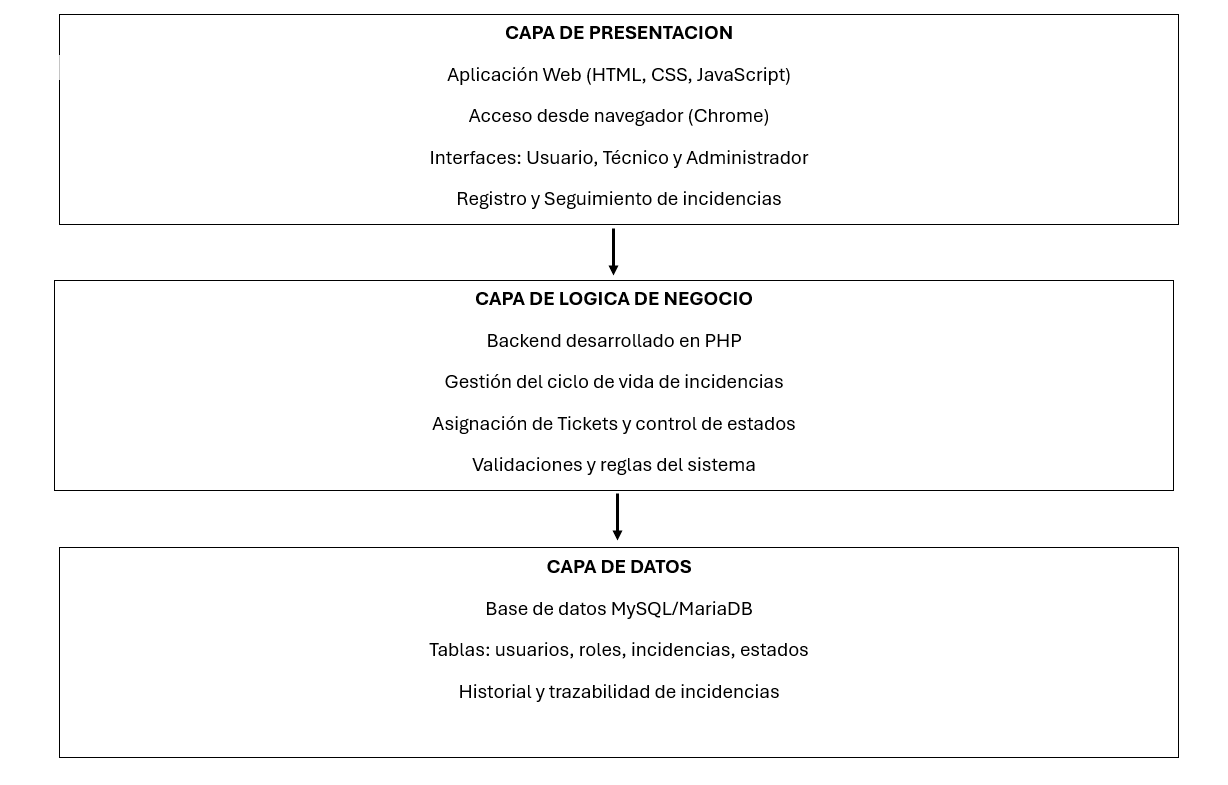 CAPA DE PRESENTACION
Aplicación Web (HTML, CSS, JavaScript)
Acceso desde navegador (Chrome)
Interfaces: Usuario, Técnico y Administrador
Registro y Seguimiento de incidencias
CAPA DE LOGICA DE NEGOCIO
Backend desarrollado en PHP
Gestión del ciclo de vida de incidencias
Asignación de Tickets y control de estados
Validaciones y reglas del sistema
CAPA DE DATOS
Base de datos MySQL/MariaDB
Tablas: usuarios, roles, incidencias, estados
Historial y trazabilidad de incidencias